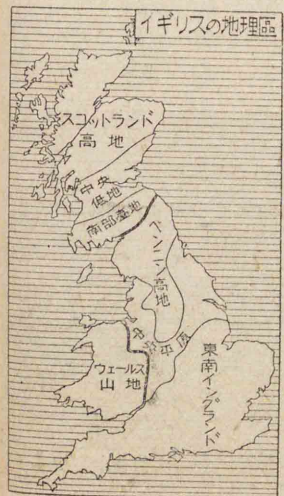 イギリスの地理區
スコットランド
高地
中央
低地
南部臺地
ペンニン高地
中央平原
ウェールス
山地
東南イングランド